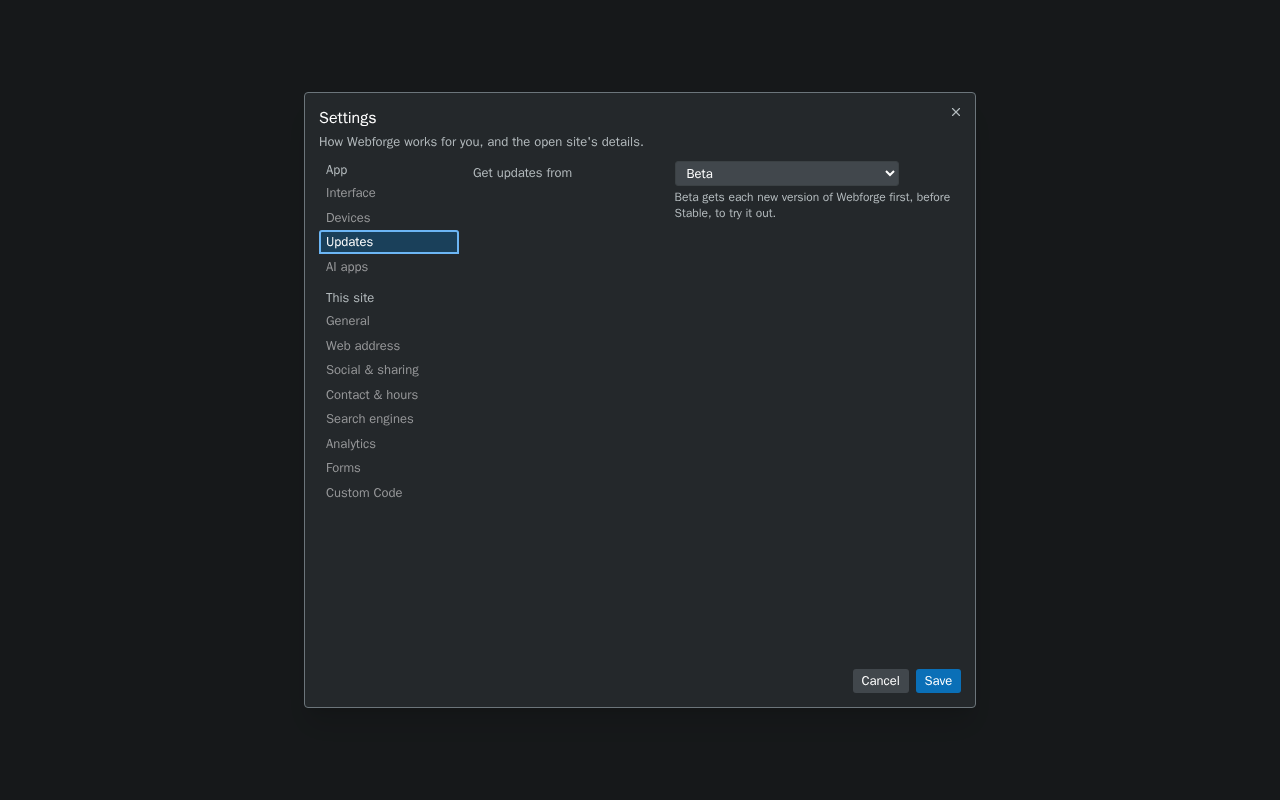 Settings
How Webforge works for you, and the open site's details.
App
Interface
Devices
Updates
AI apps
This site
General
Web address
Social & sharing
Contact & hours
Search engines
Analytics
Forms
Custom Code
Get updates from
Beta
Beta gets each new version of Webforge first, before
Stable, to try it out.
Cancel
Save